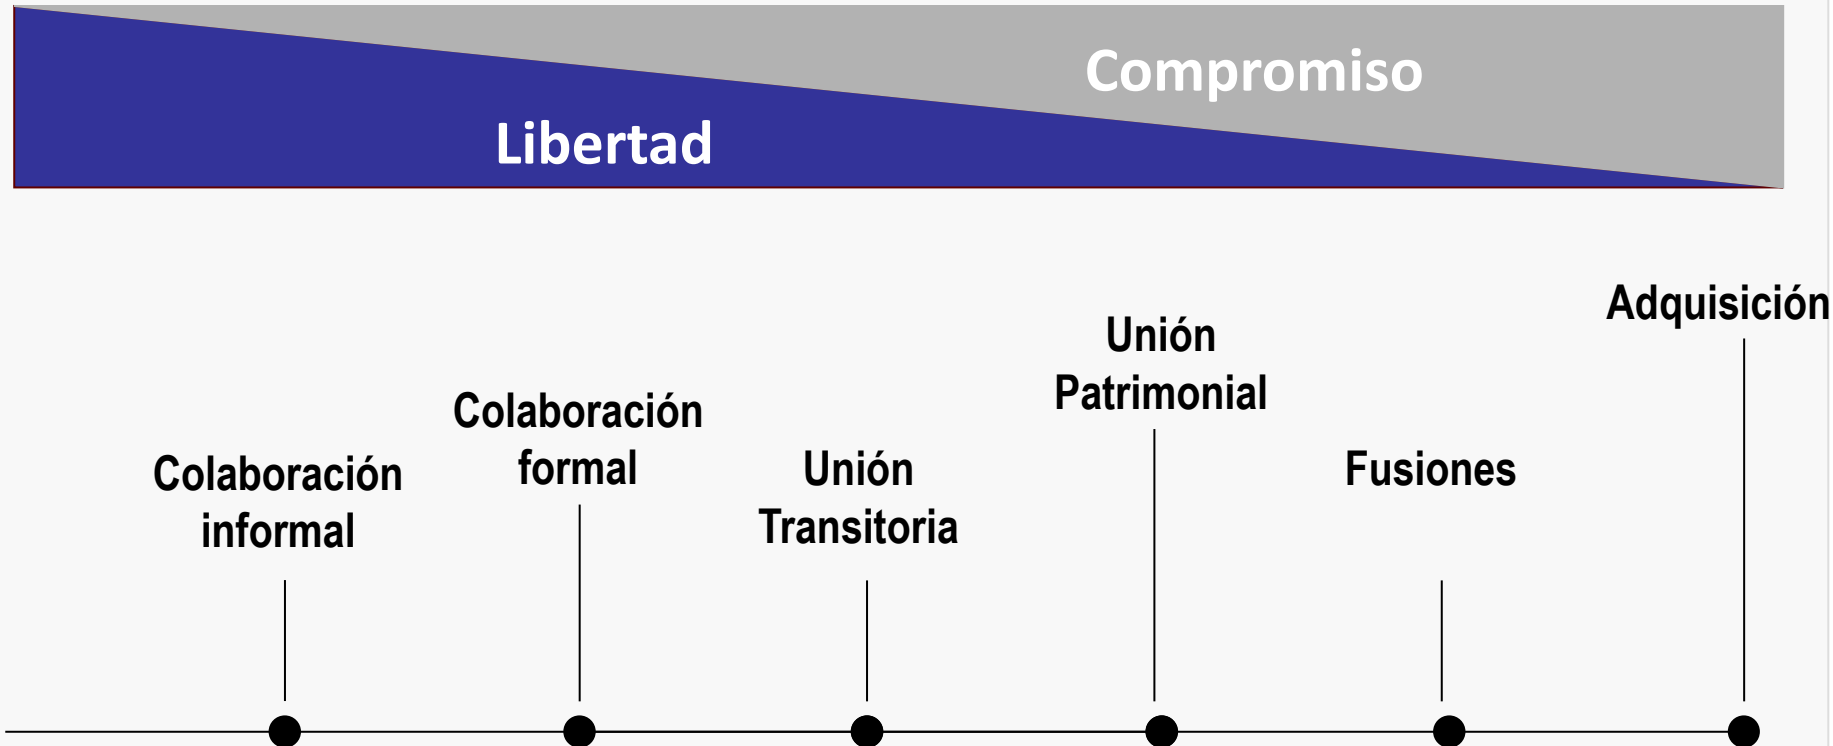 Compromiso
Libertad
Colaboración
informal
Colaboración
formal
Unión
Transitoria
Unión
Patrimonial
Fusiones
Adquisición